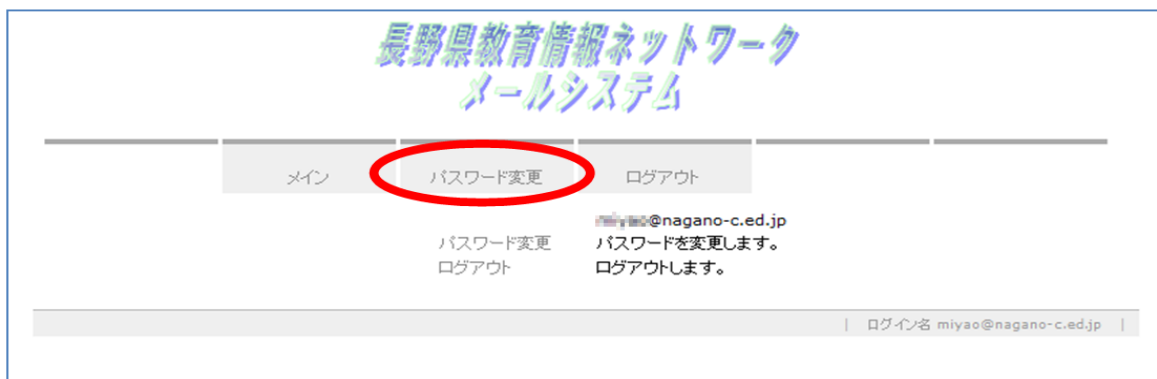 長野県教育情報ネットワーク
メールシステム
メイン パスワード変更 ログアウト
@nagano-c.ed.jp
パスワード変更 パスワードを変更します。
ログアウト ログアウトします。
| ログイン名 miyao@nagano-c.ed.jp |